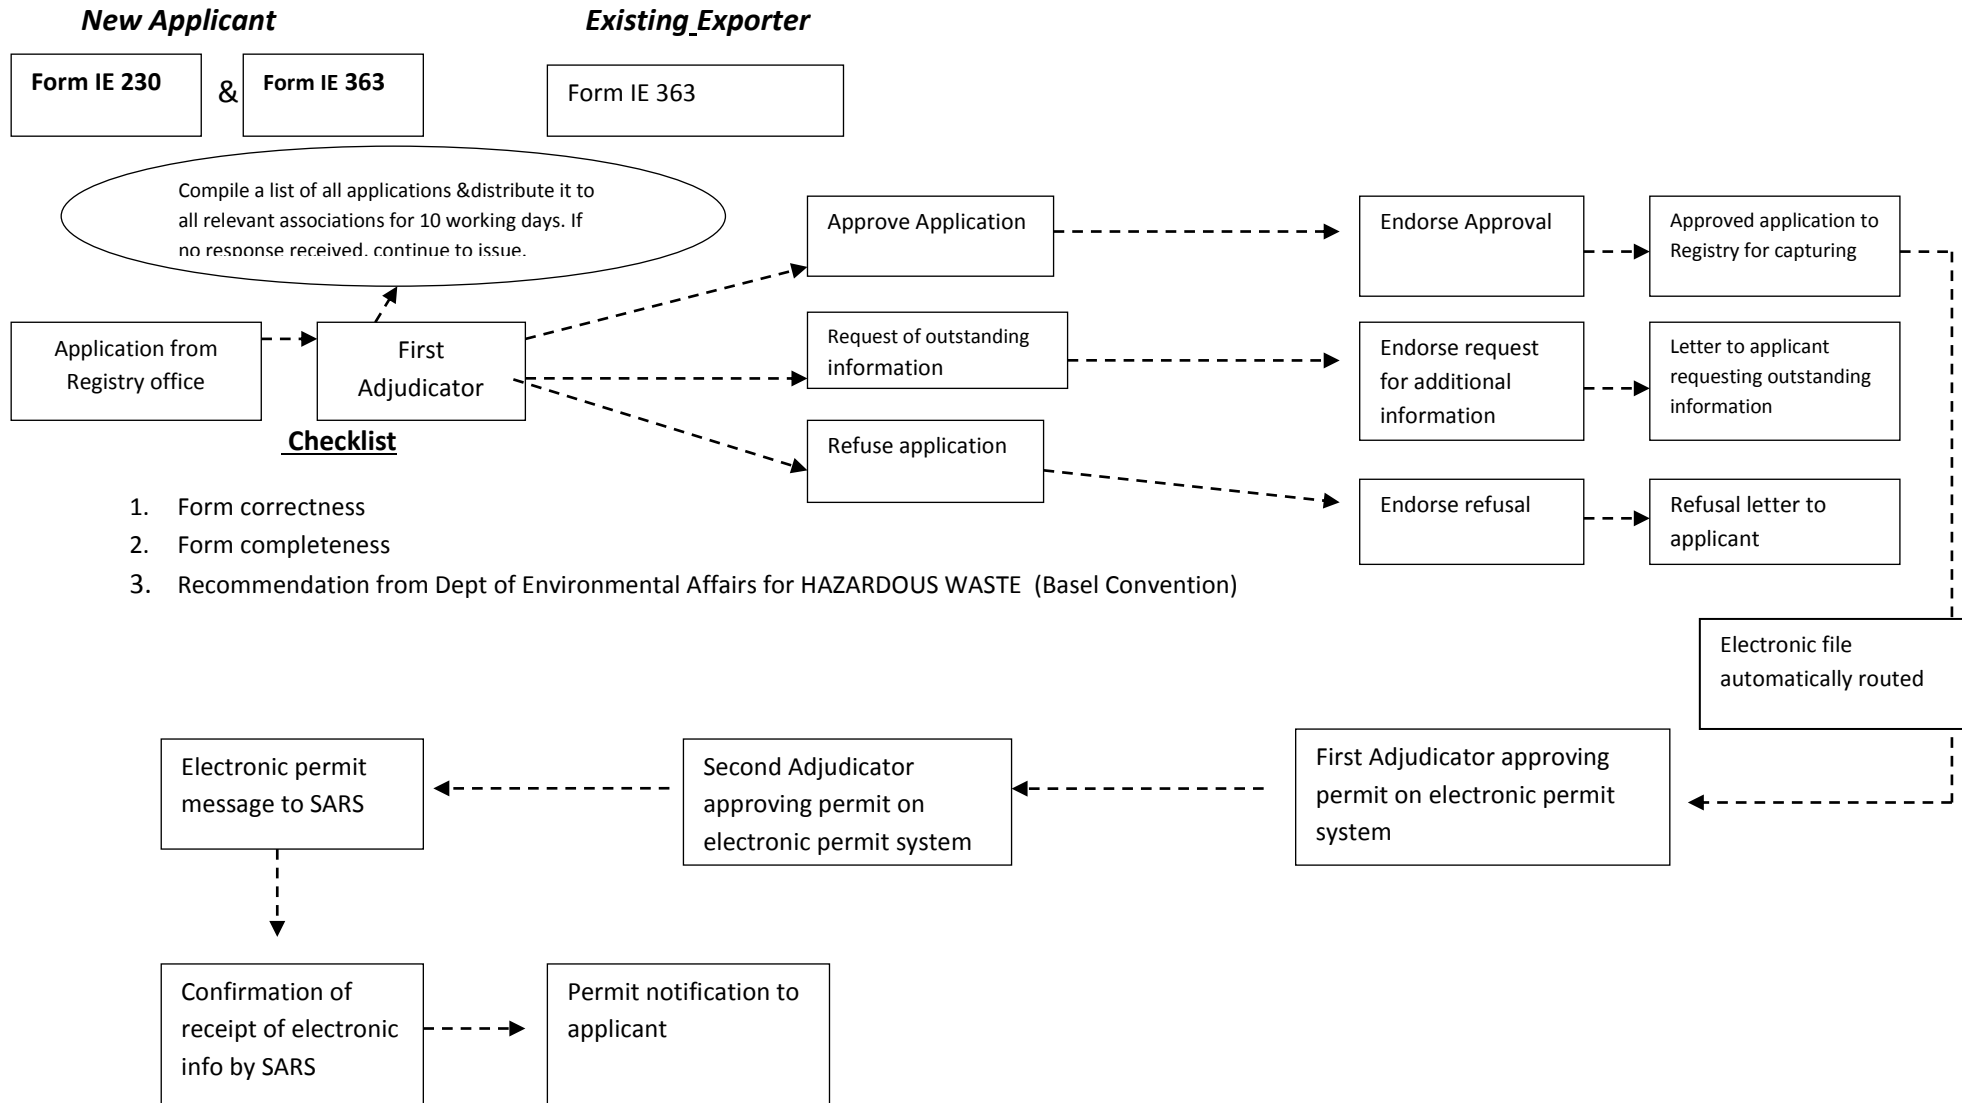 New Applicant
Existing Exporter
Form IE 230
&
Form IE 363
Form IE 363
Compile a list of all applications &distribute it to
all relevant associations for 10 working days. If
no response received, continue to issue.
Approve Application
Endorse Approval
Approved application to
Registry for capturing
Application from
Registry office
First
Adjudicator
Request of outstanding
information
Endorse request
for additional
information
Letter to applicant
requesting outstanding
information
Checklist
Refuse application
Endorse refusal
Refusal letter to
applicant
1. Form correctness
2. Form completeness
3. Recommendation from Dept of Environmental Affairs for HAZARDOUS WASTE (Basel Convention)
Electronic file
automatically routed
Electronic permit
message to SARS
Second Adjudicator
approving permit on
electronic permit system
First Adjudicator approving
permit on electronic permit
system
Confirmation of
receipt of electronic
info by SARS
Permit notification to
applicant